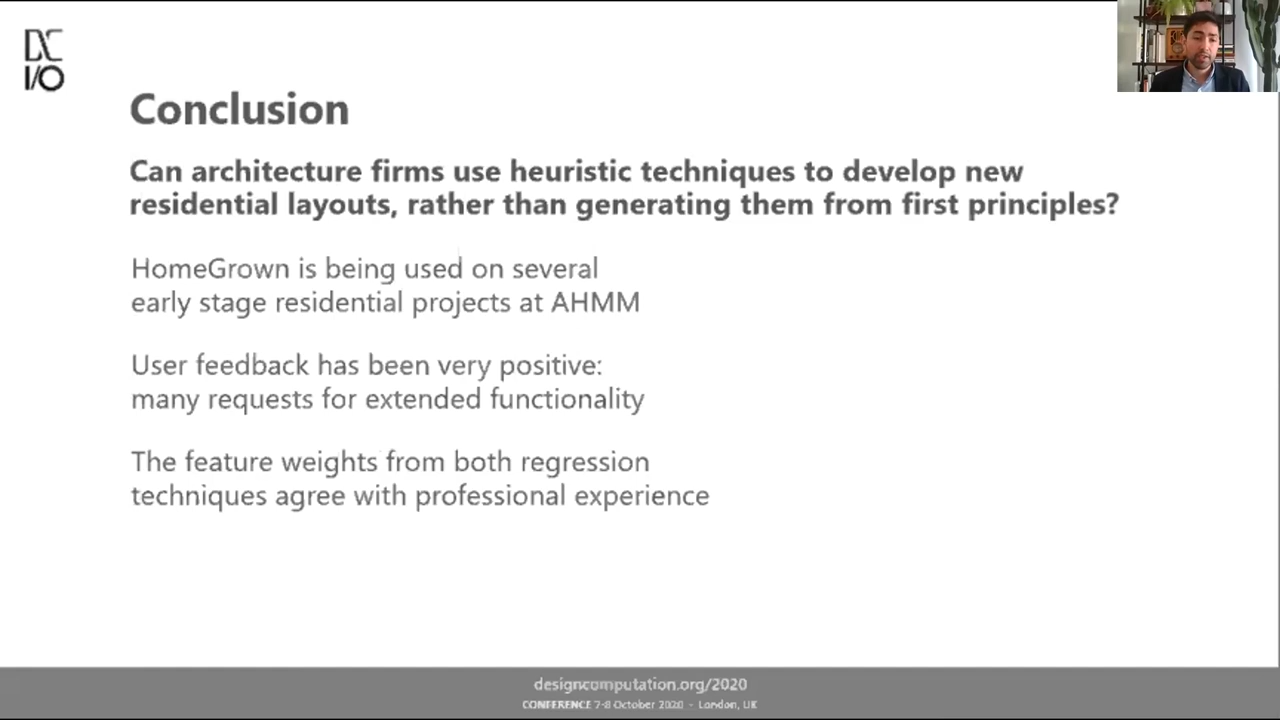 DC
I/O
Conclusion
Can architecture firms use heuristic techniques to develop new
residential layouts, rather than generating them from first principles?
HomeGrown is being used on several
early stage residential projects at AHMM
User feedback has been very positive:
many requests for extended functionality
The feature weights from both regression
techniques agree with professional experience
designcomputation.org/2020
CONFERENCE 7-8 October 2020 - London, UK